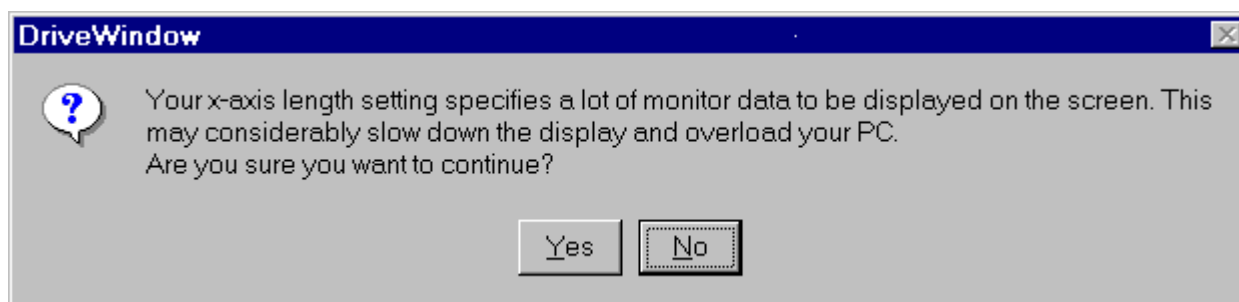 DriveWindow
Your x-axis length setting specifies a lot of monitor data to be displayed on the screen. This
may considerably slow down the display and overload your PC.
Are you sure you want to continue?
Yes No